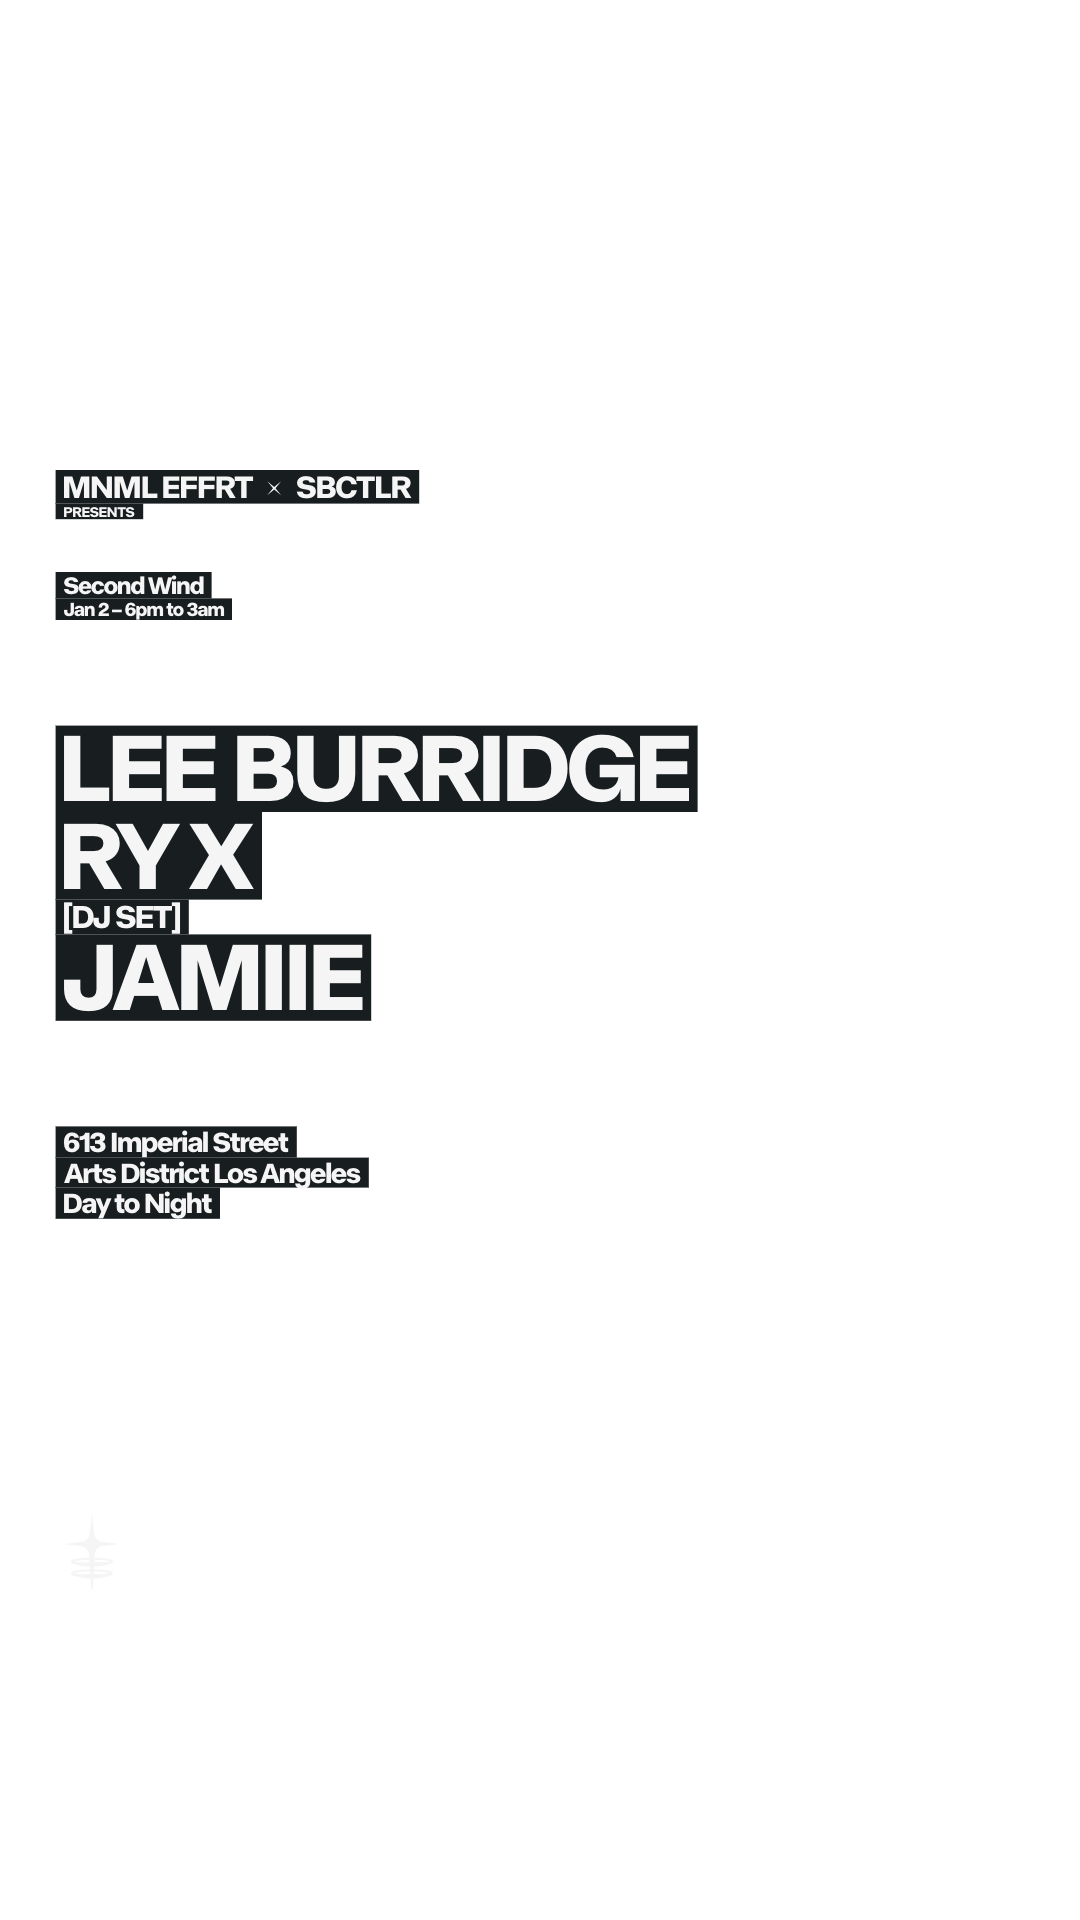 MNML EFFRT × SBCTLR
PRESENTS
Second Wind
Jan 2 – 6pm to 3am
LEE BURRIDGE
RY X
[DJ SET]
JAMIIE
613 Imperial Street
Arts District Los Angeles
Day to Night